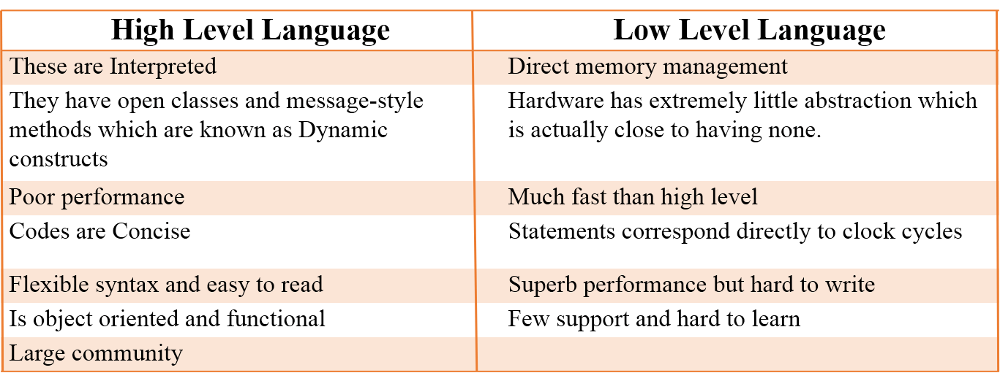 High Level Language
Low Level Language
These are Interpreted
Direct memory management
They have open classes and message-style
methods which are known as Dynamic
constructs
Hardware has extremely little abstraction which
is actually close to having none.
Poor performance
Much fast than high level
Codes are Concise
Statements correspond directly to clock cycles
Flexible syntax and easy to read
Superb performance but hard to write
Is object oriented and functional
Few support and hard to learn
Large community